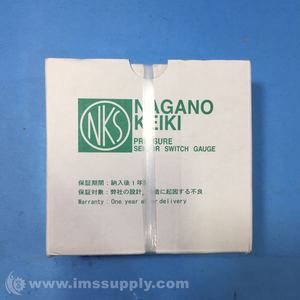 NKS
NAGANO
KEIKI
PRESSURE
SENSOR SWITCH GAUGE
保証期間：納入後1年
保証対象：弊社の設計、製造に起因する不良
Warranty: One year after delivery
© www.imssupply.com